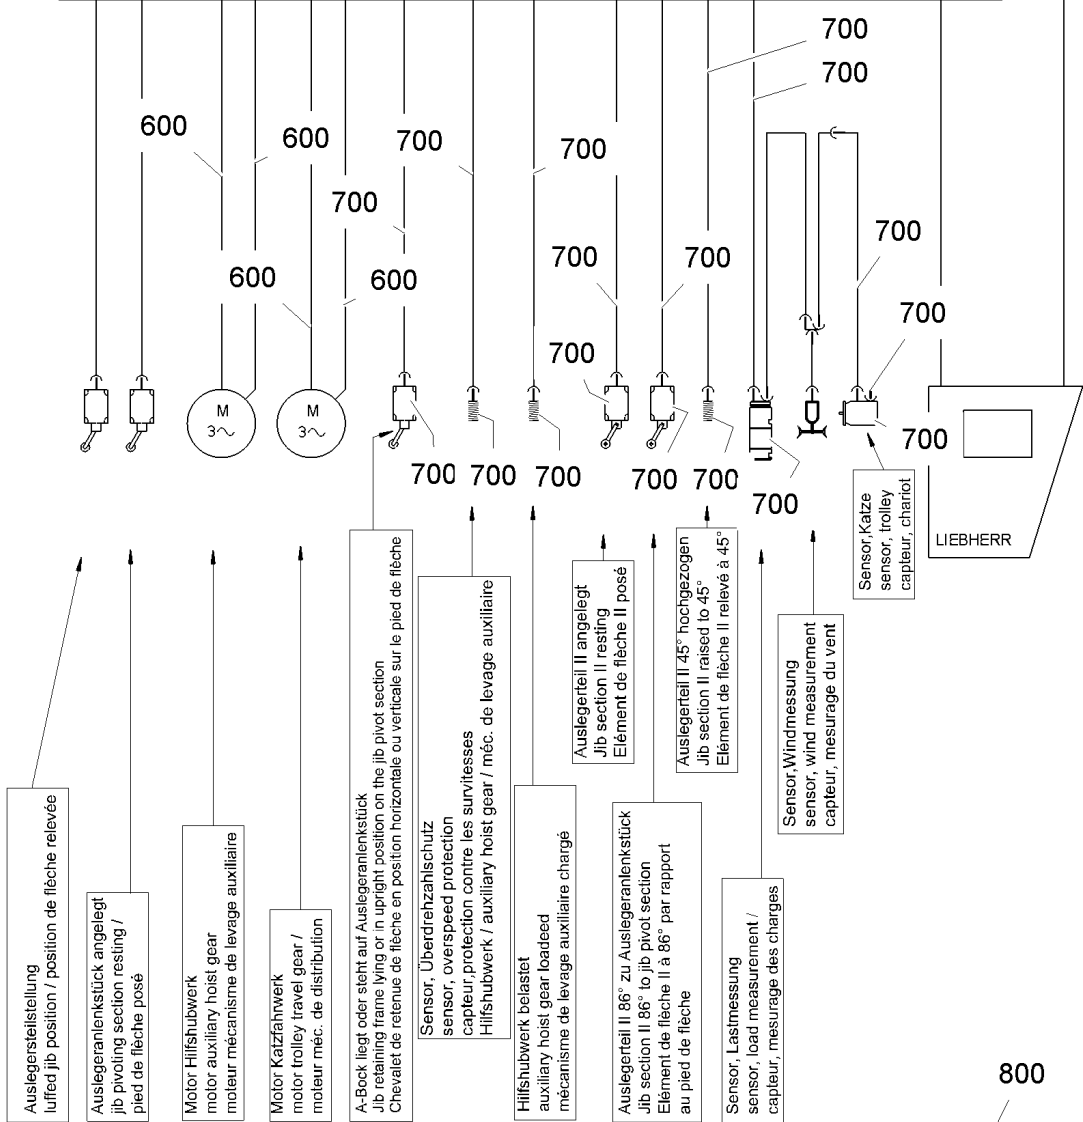 700
700
600
600
700
700
700
700
600
600
700
700
700
700
M
3~
M
3~
700
700
700
700
700
700
700
LIEBHERR
Auslegersteilstellung
luffed jib position / position de flèche relevée
Auslegeranlenkstück angelegt
jib pivoting section resting /
pied de flèche posé
Motor Hilfshubwerk
motor auxiliary hoist gear
moteur mécanisme de levage auxiliaire
Motor Katzfahrwerk
motor trolley travel gear /
moteur méc. de distribution
A-Bock liegt oder steht auf Auslegeranlenkstück
Jib retaining frame lying or in upright position on the jib pivot section
Chevalet de retenue de flèche en position horizontale ou verticale sur le pied de flèche
Sensor, Überdrehzahlschutz
sensor, overspeed protection
capteur,protection contre les survitesses
Hilfshubwerk / auxiliary hoist gear / méc. de levage auxiliaire
Hilfshubwerk belastet
auxiliary hoist gear loadeed
mécanisme de levage auxiliaire chargé
Auslegerteil II angelegt
Jib section II resting
Elément de flèche II posé
Auslegerteil II 86° zu Auslegeranlenkstück
Jib section II 86° to jib pivot section
Elément de flèche II à 86° par rapport
au pied de flèche
Auslegerteil II 45° hochgezogen
Jib section II raised to 45°
Elément de flèche II relevé à 45°
Sensor, Lastmessung
sensor, load measurement /
capteur, mesurage des charges
Sensor,Windmessung
sensor, wind measurement
capteur, mesurage du vent
Sensor,Katze
sensor, trolley
capteur, chariot
800